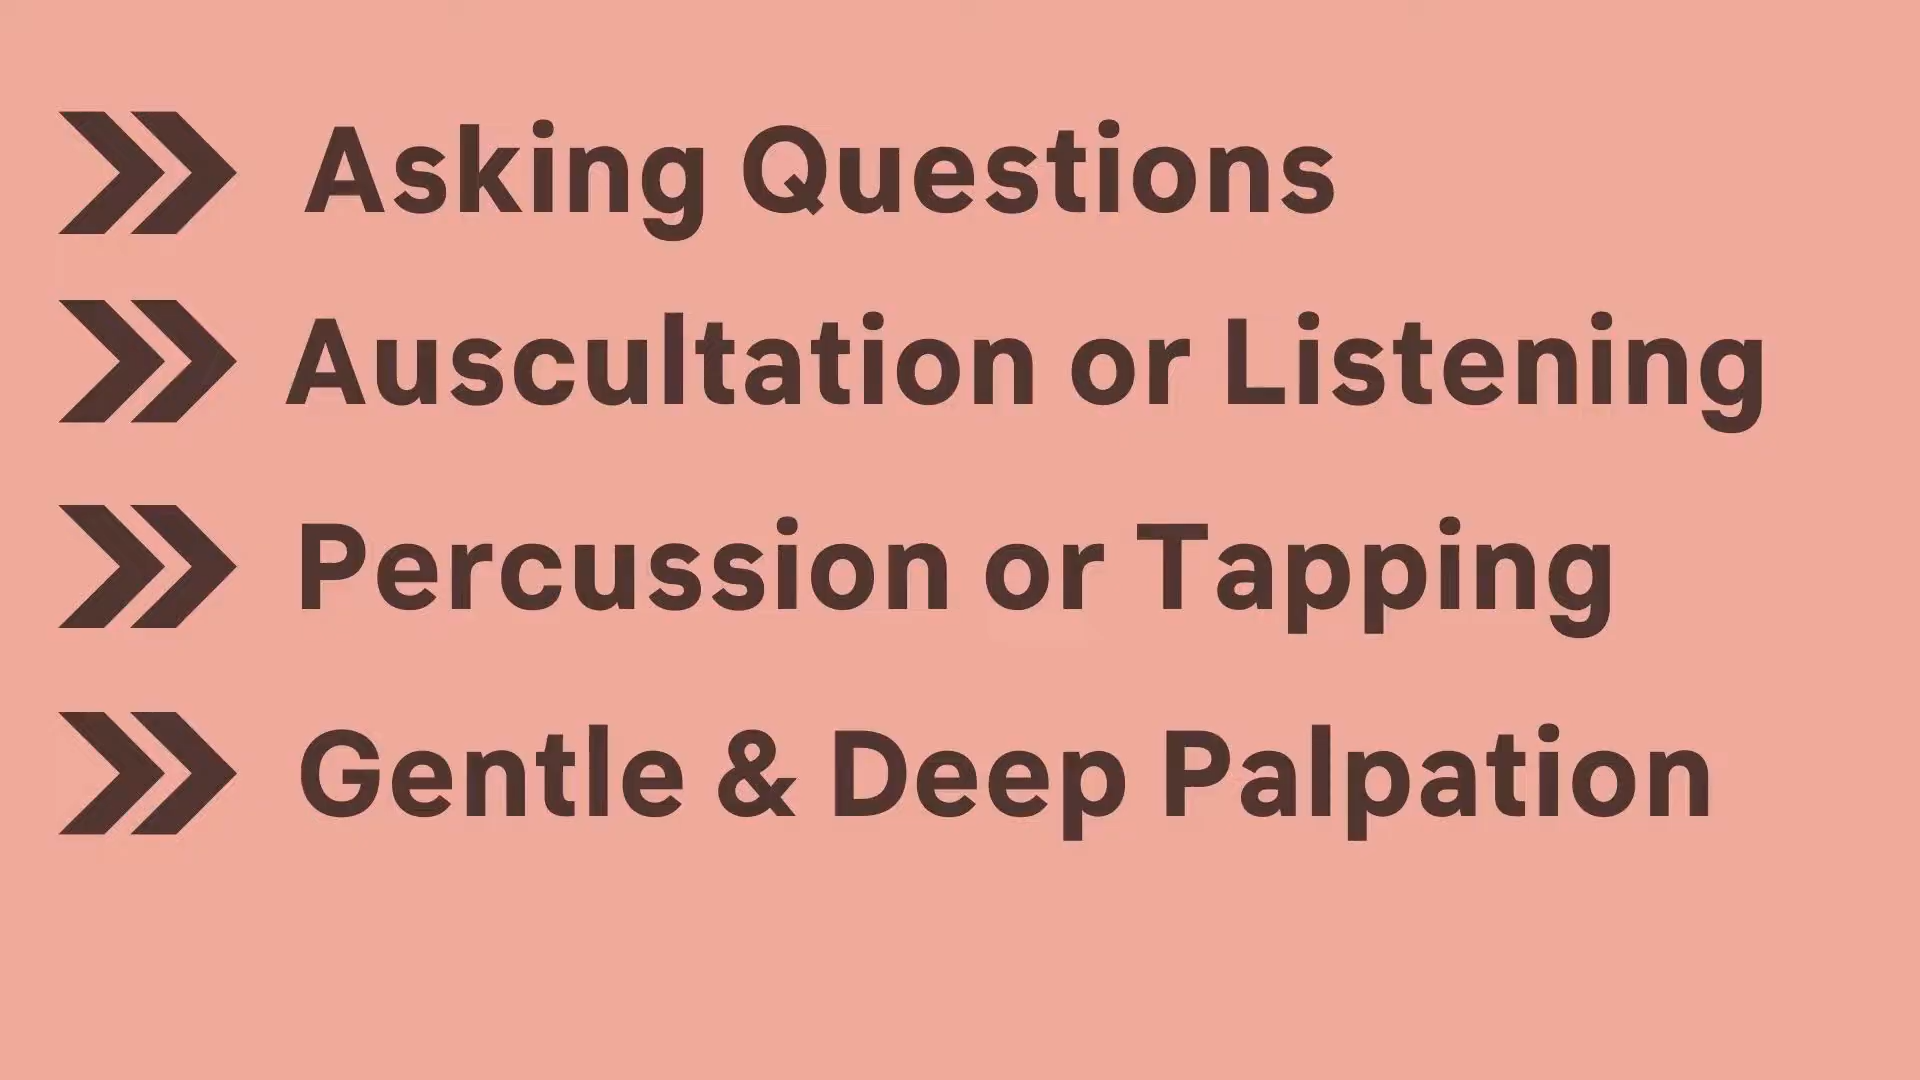 Asking Questions
Auscultation or Listening
Percussion or Tapping
Gentle & Deep Palpation